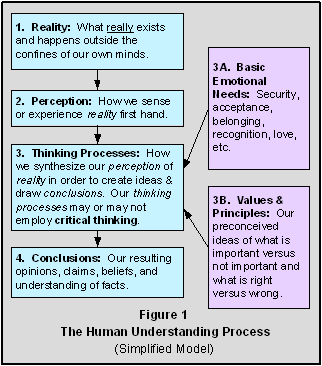 1. Reality: What really exists
and happens outside the
confines of our own minds.
2. Perception: How we sense
or experience reality first hand.
3. Thinking Processes: How
we synthesize our perception of
reality in order to create ideas &
draw conclusions. Our thinking
processes may or may not
employ critical thinking.
4. Conclusions: Our resulting
opinions, claims, beliefs, and
understanding of facts.
3A. Basic
Emotional
Needs: Security,
acceptance,
belonging,
recognition, love,
etc.
3B. Values &
Principles: Our
preconceived
ideas of what is
important versus
not important and
what is right
versus wrong.
Figure 1
The Human Understanding Process
(Simplified Model)